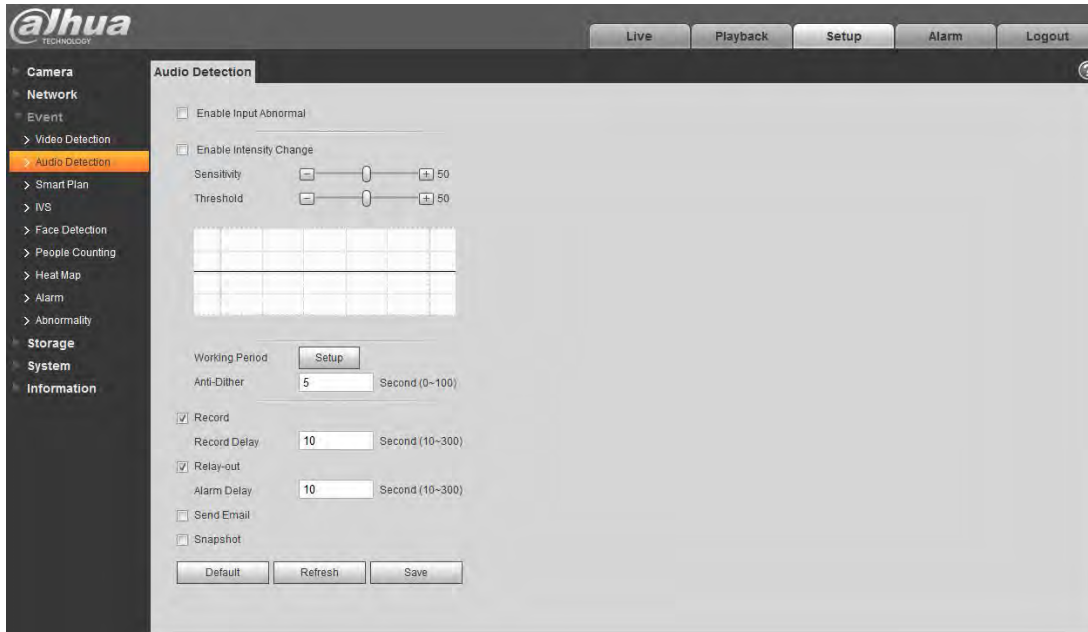 alhua
TECHNOLOGY
Live
Playback
Setup
Alarm
Logout
Camera
Network
Event
> Video Detection
> Audio Detection
> Smart Plan
> IVS
> Face Detection
> People Counting
> Heat Map
> Alarm
> Abnormality
Storage
System
Information
Audio Detection
?
Enable Input Abnormal
Enable Intensity Change
Sensitivity - + 50
Threshold - + 50
Working Period Setup
Anti-Dither 5 Second (0~100)
Record
Record Delay 10 Second (10~300)
Relay-out
Alarm Delay 10 Second (10~300)
Send Email
Snapshot
Default Refresh Save